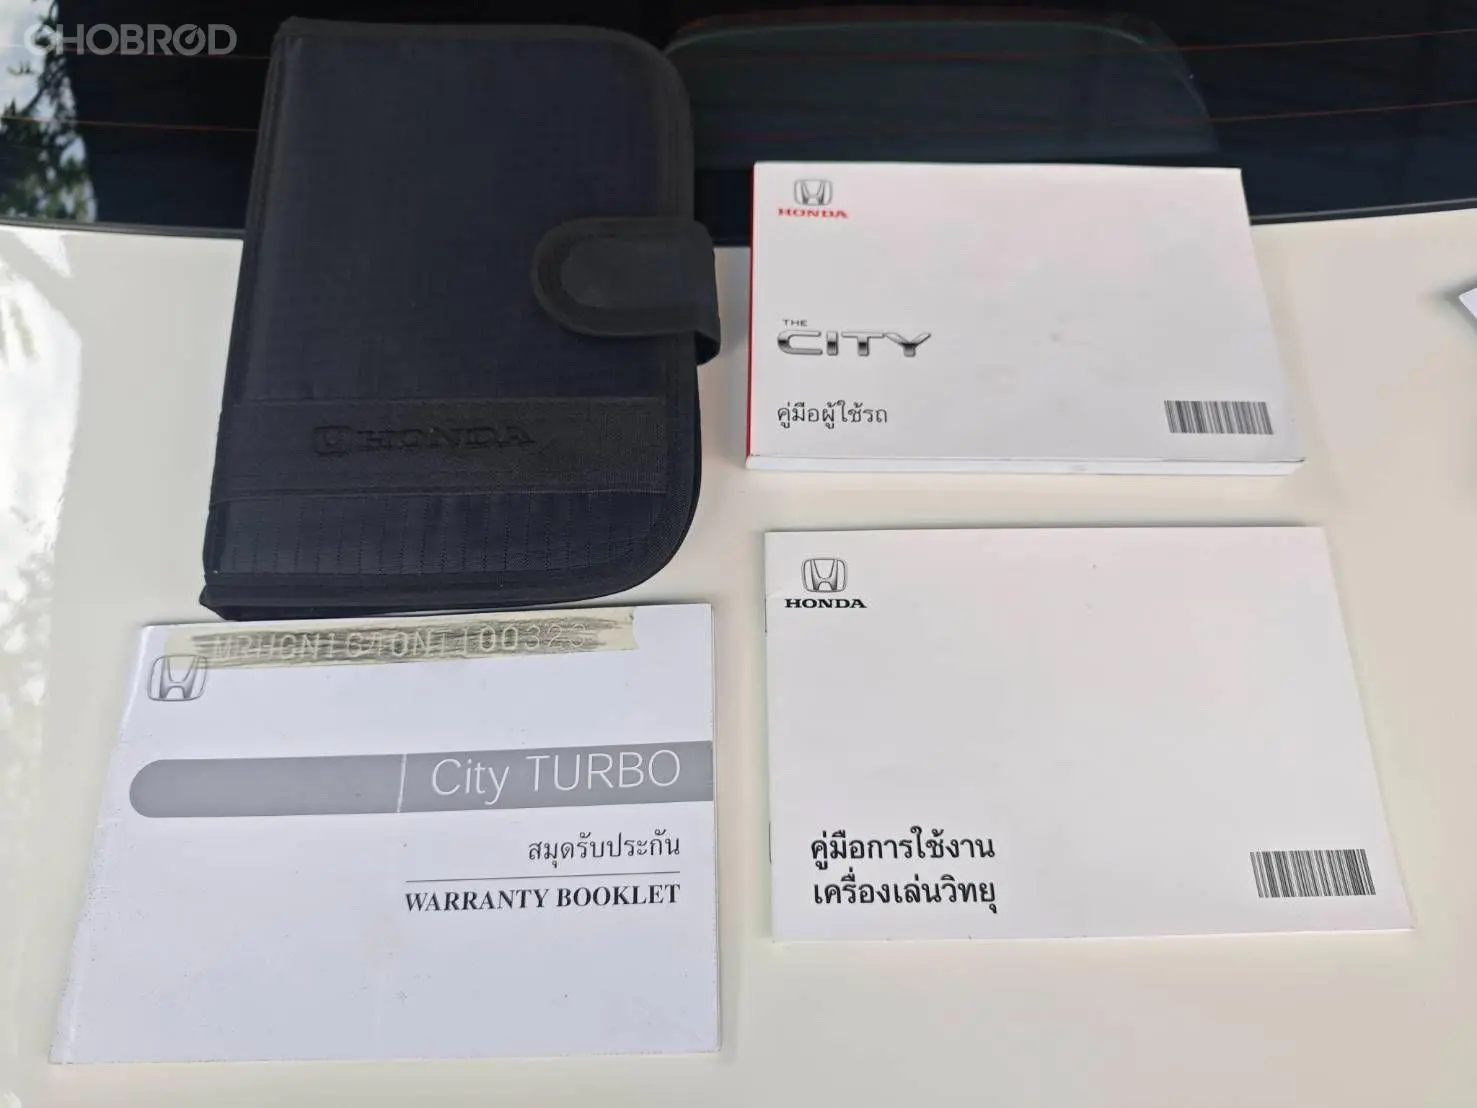 CHOBROD
HONDA
HONDA
THE
CITY
คู่มือผู้ใช้รถ
HONDA
คู่มือการใช้งาน
เครื่องเล่นวิทยุ
City TURBO
สมุดรับประกัน
WARRANTY BOOKLET